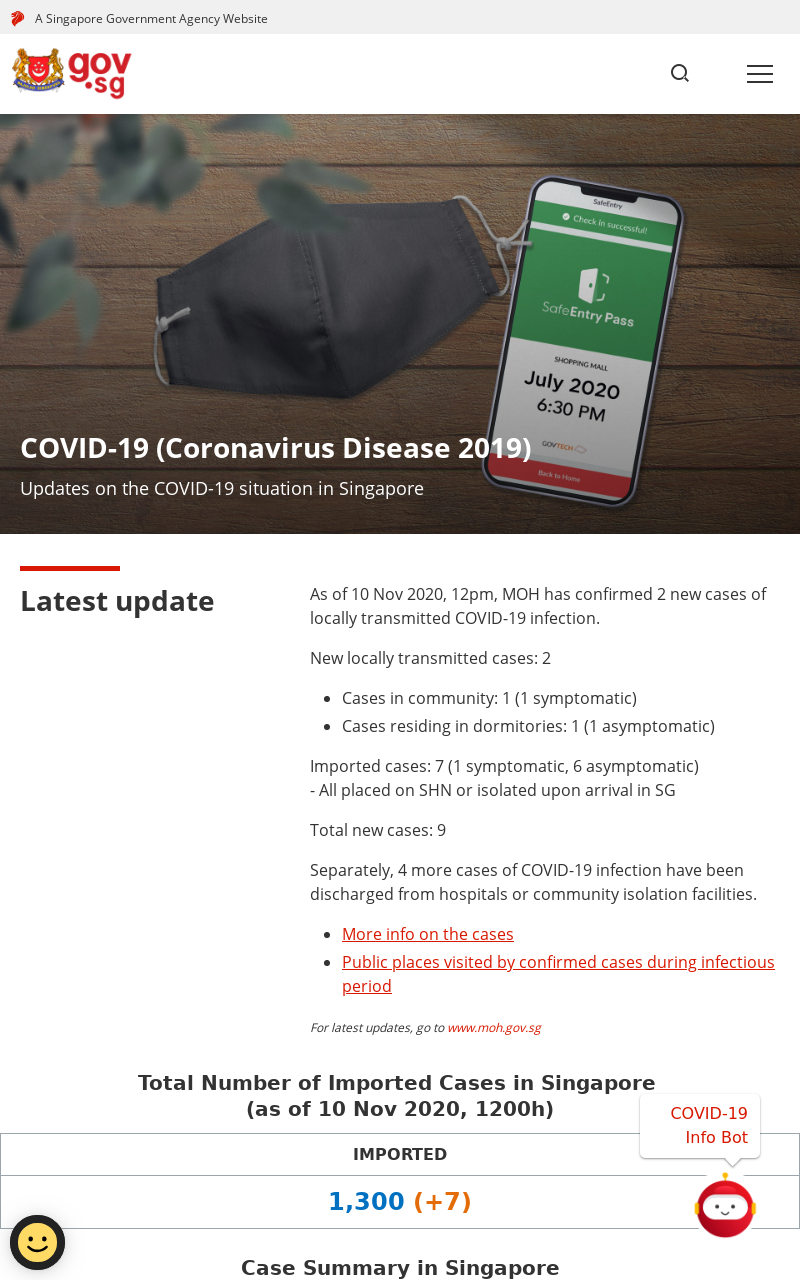 A Singapore Government Agency Website
gov
.sg
SafeEntry
Check in successful!
SafeEntry Pass
SHOPPING MALL
July 2020
6:30 PM
GOVTECH
Back to Home
COVID-19 (Coronavirus Disease 2019)
Updates on the COVID-19 situation in Singapore
Latest update
As of 10 Nov 2020, 12pm, MOH has confirmed 2 new cases of
locally transmitted COVID-19 infection.
New locally transmitted cases: 2
Cases in community: 1 (1 symptomatic)
Cases residing in dormitories: 1 (1 asymptomatic)
Imported cases: 7 (1 symptomatic, 6 asymptomatic)
- All placed on SHN or isolated upon arrival in SG
Total new cases: 9
Separately, 4 more cases of COVID-19 infection have been
discharged from hospitals or community isolation facilities.
More info on the cases
Public places visited by confirmed cases during infectious
period
For latest updates, go to www.moh.gov.sg
Total Number of Imported Cases in Singapore
(as of 10 Nov 2020, 1200h)
COVID-19
Info Bot
IMPORTED
1,300 (+7)
Case Summary in Singapore